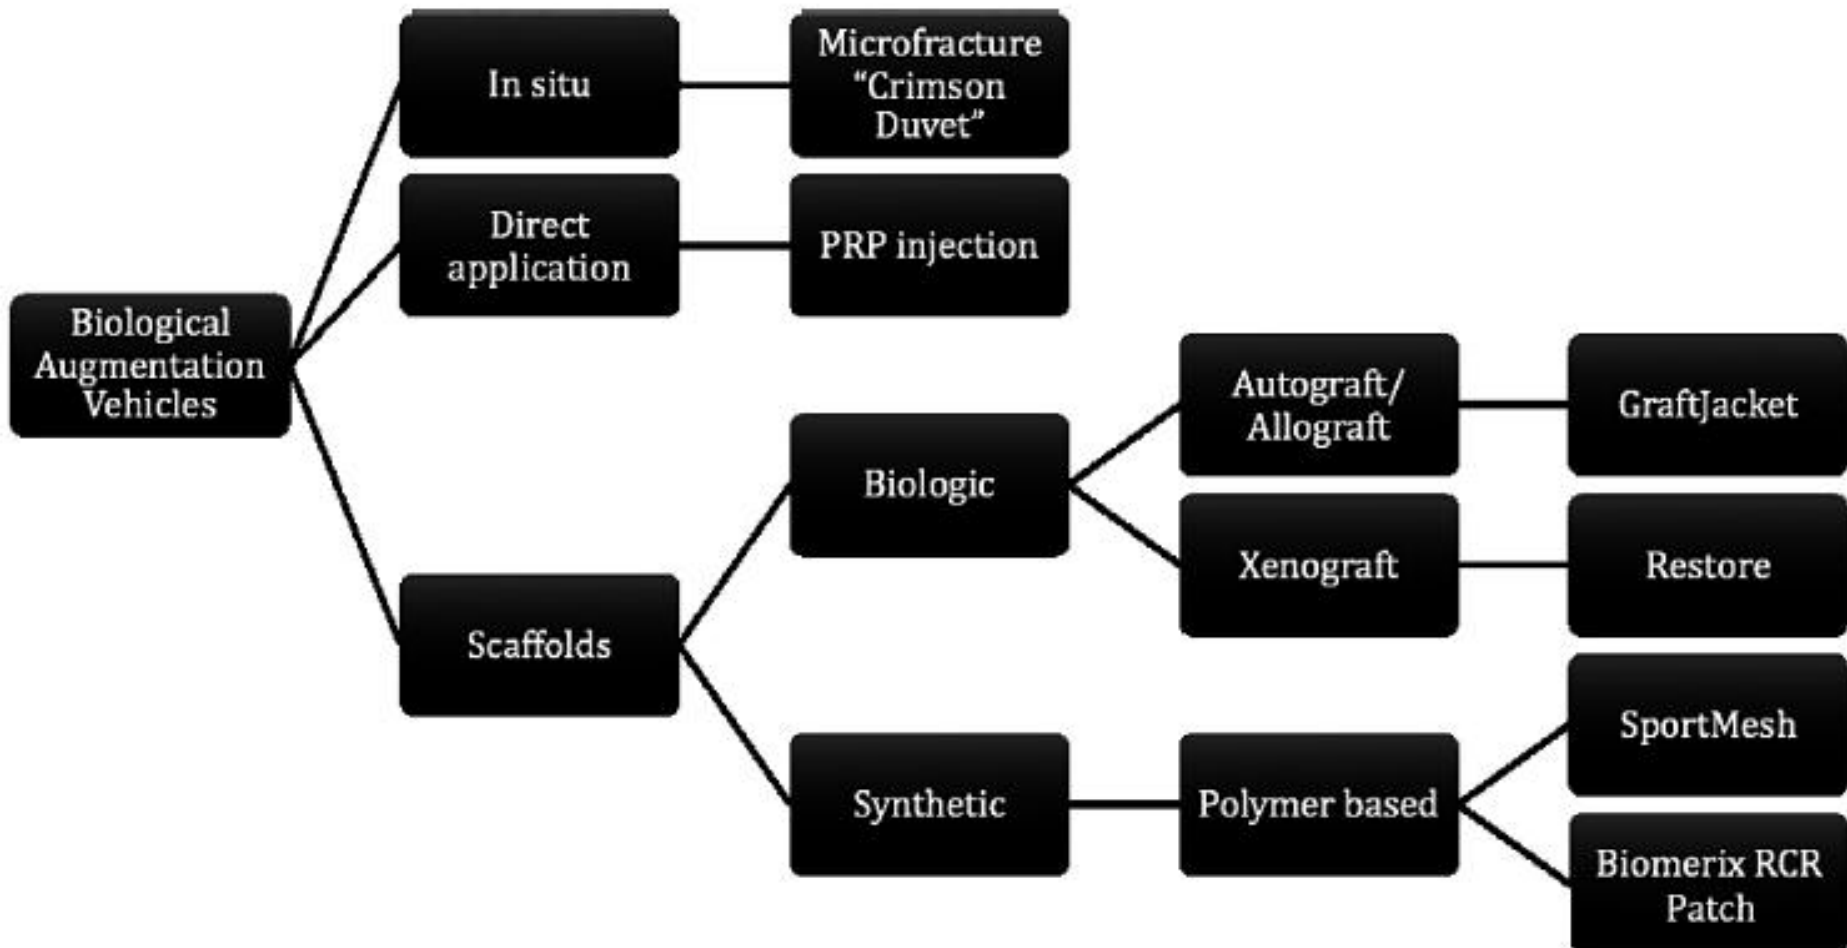 In situ
Microfracture
“Crimson
Duvet”
Direct
application
PRP injection
Biological
Augmentation
Vehicles
Autograft/
Allograft
GraftJacket
Biologic
Xenograft
Restore
Scaffolds
SportMesh
Synthetic
Polymer based
Biomerix RCR
Patch